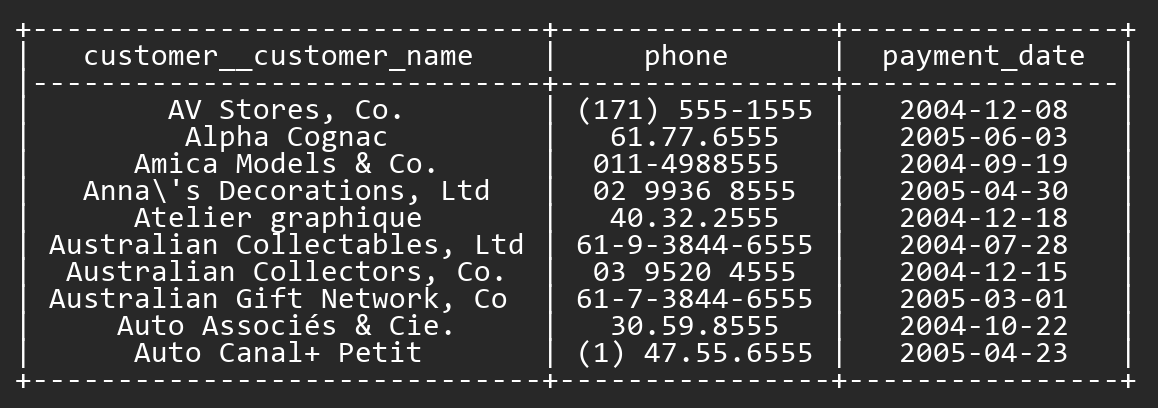 +------------------------------+----------------+----------------+
|   customer__customer_name    |     phone      |  payment_date  |
|------------------------------+----------------+----------------|
|        AV Stores, Co.        | (171) 555-1555 |   2004-12-08   |
|         Alpha Cognac         |   61.77.6555   |   2005-06-03   |
|      Amica Models & Co.      |  011-4988555   |   2004-09-19   |
|   Anna\'s Decorations, Ltd   |  02 9936 8555  |   2005-04-30   |
|      Atelier graphique       |   40.32.2555   |   2004-12-18   |
| Australian Collectables, Ltd | 61-9-3844-6555 |   2004-07-28   |
|  Australian Collectors, Co.  |  03 9520 4555  |   2004-12-15   |
| Australian Gift Network, Co  | 61-7-3844-6555 |   2005-03-01   |
|     Auto Associés & Cie.     |   30.59.8555   |   2004-10-22   |
|      Auto Canal+ Petit       | (1) 47.55.6555 |   2005-04-23   |
+------------------------------+----------------+----------------+